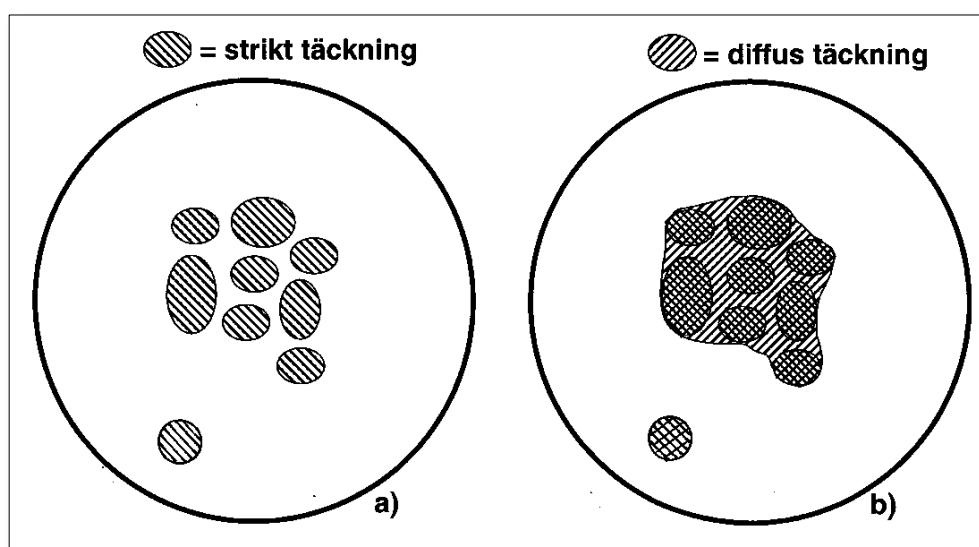 = strikt täckning
= diffus täckning
a)
b)